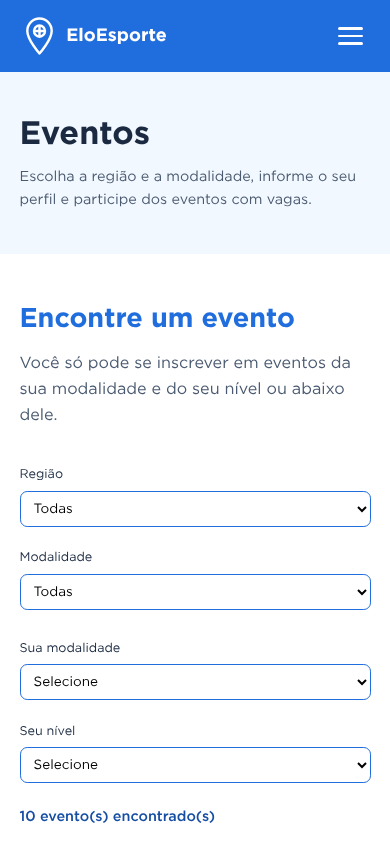 EloEsporte
Eventos
Escolha a região e a modalidade, informe o seu
perfil e participe dos eventos com vagas.
Encontre um evento
Você só pode se inscrever em eventos da
sua modalidade e do seu nível ou abaixo
dele.
Região
Todas
Modalidade
Todas
Sua modalidade
Selecione
Seu nível
Selecione
10 evento(s) encontrado(s)